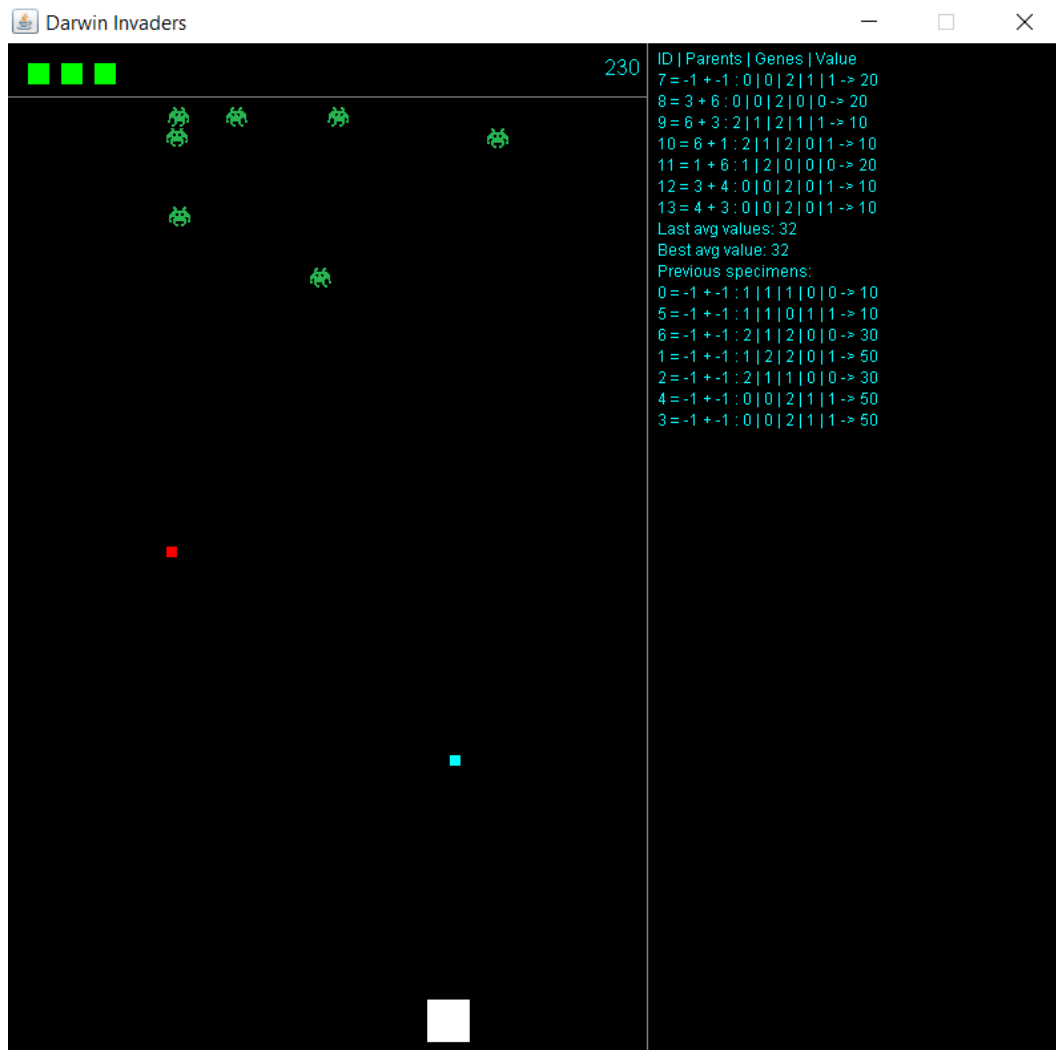 Darwin Invaders
230
ID | Parents | Genes | Value
7 = -1 + -1 : 0 | 0 | 2 | 1 | 1 -> 20
8 = 3 + 6 : 0 | 0 | 2 | 0 | 0 -> 20
9 = 6 + 3 : 2 | 1 | 2 | 1 | 1 -> 10
10 = 6 + 1 : 2 | 1 | 2 | 0 | 1 -> 10
11 = 1 + 6 : 1 | 2 | 0 | 0 | 0 -> 20
12 = 3 + 4 : 0 | 0 | 2 | 0 | 1 -> 10
13 = 4 + 3 : 0 | 0 | 2 | 0 | 1 -> 10
Last avg values: 32
Best avg value: 32
Previous specimens:
0 = -1 + -1 : 1 | 1 | 1 | 0 | 0 -> 10
5 = -1 + -1 : 1 | 1 | 0 | 1 | 1 -> 10
6 = -1 + -1 : 2 | 1 | 2 | 0 | 0 -> 30
1 = -1 + -1 : 1 | 2 | 2 | 0 | 1 -> 50
2 = -1 + -1 : 2 | 1 | 1 | 0 | 0 -> 30
4 = -1 + -1 : 0 | 0 | 2 | 1 | 1 -> 50
3 = -1 + -1 : 0 | 0 | 2 | 1 | 1 -> 50